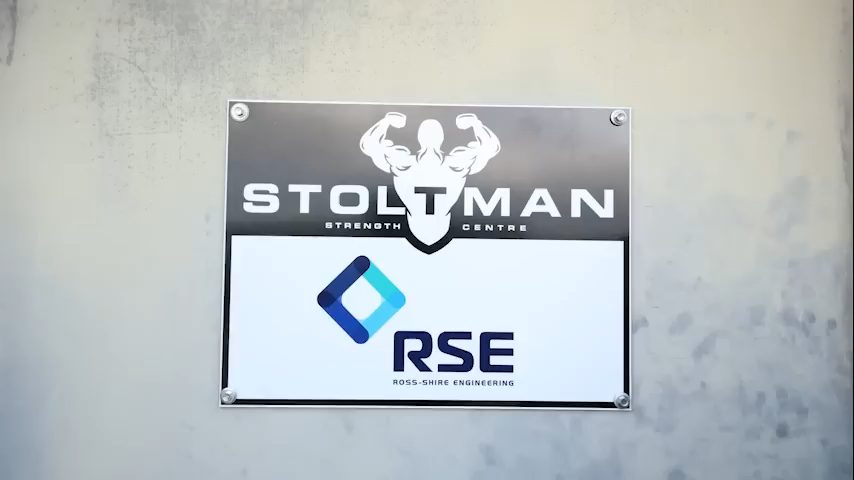 STOLTMAN
STRENGTH CENTRE
RSE
ROSS-SHIRE ENGINEERING